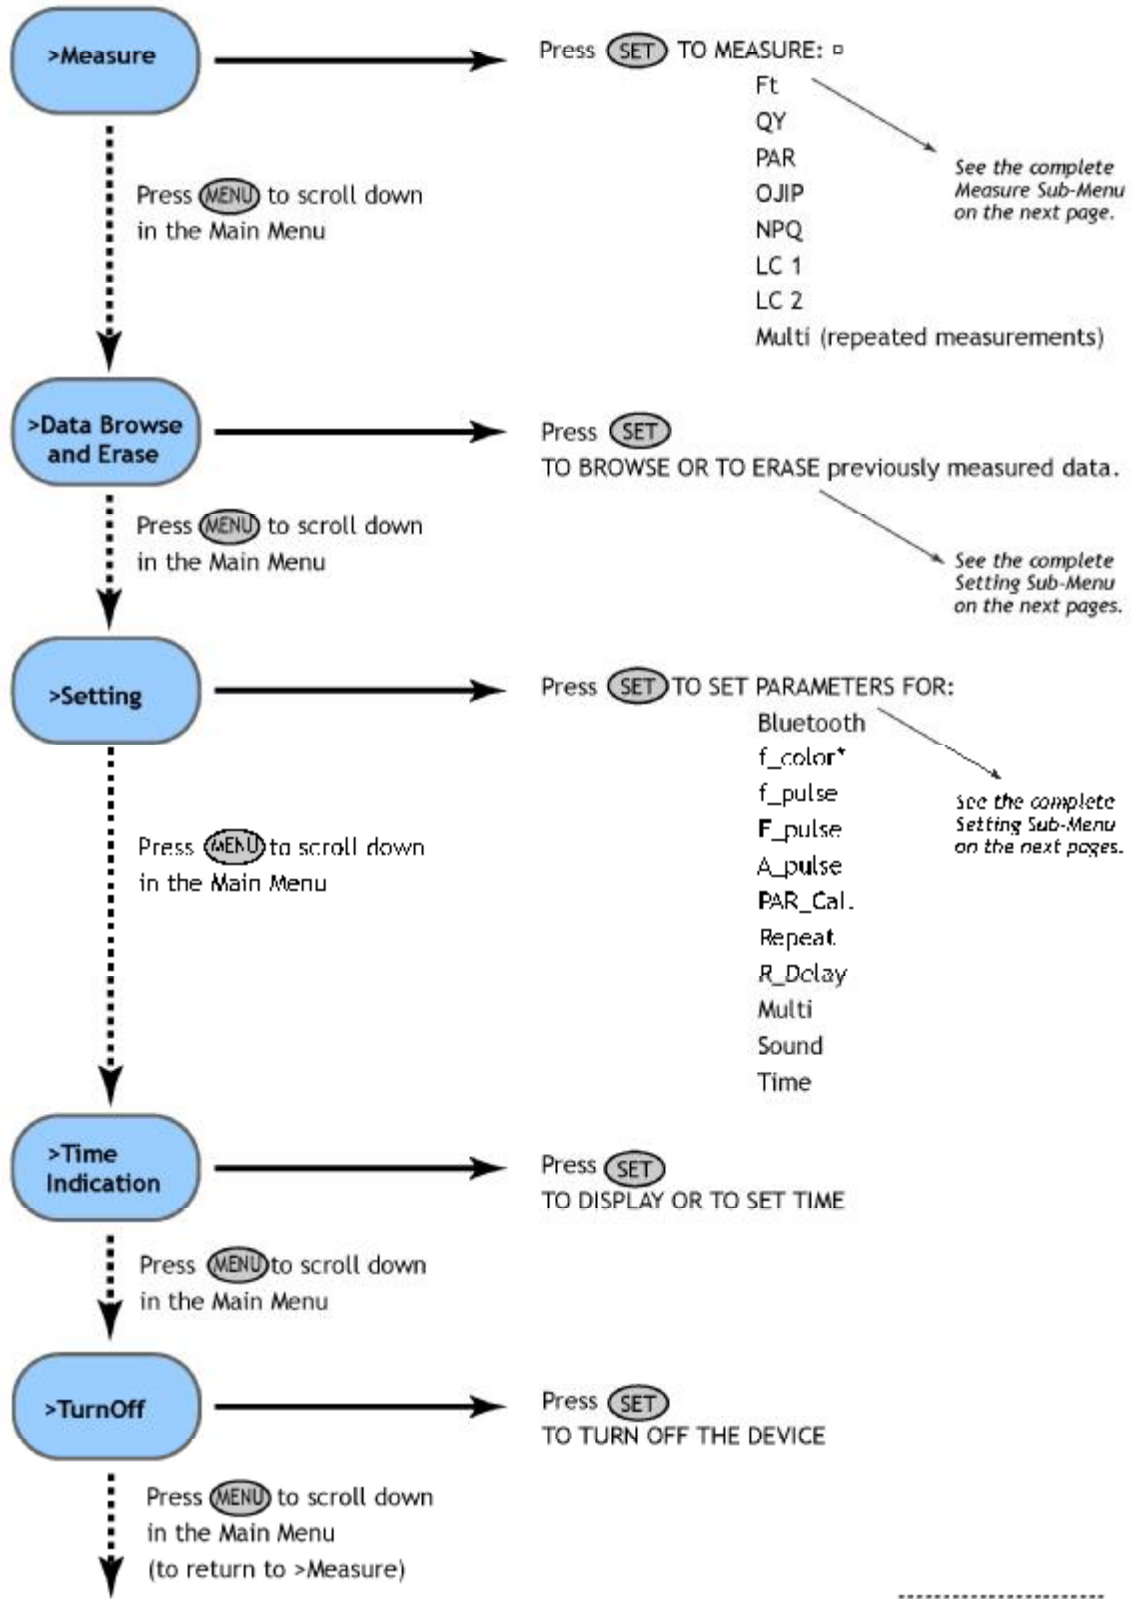 >Measure
Press SET TO MEASURE:
Ft
QY
PAR
OJIP
NPQ
LC 1
LC 2
Multi (repeated measurements)
See the complete
Measure Sub-Menu
on the next page.
Press MENU to scroll down
in the Main Menu
>Data Browse
and Erase
Press SET
TO BROWSE OR TO ERASE previously measured data.
See the complete
Setting Sub-Menu
on the next pages.
Press MENU to scroll down
in the Main Menu
>Setting
Press SET TO SET PARAMETERS FOR:
Bluetooth
f_color*
f_pulse
F_pulse
A_pulse
PAR_Cal.
Repeat
R_Delay
Multi
Sound
Time
See the complete
Setting Sub-Menu
on the next pages.
Press MENU to scroll down
in the Main Menu
>Time
Indication
Press SET
TO DISPLAY OR TO SET TIME
Press MENU to scroll down
in the Main Menu
>TurnOff
Press SET
TO TURN OFF THE DEVICE
Press MENU to scroll down
in the Main Menu
(to return to >Measure)